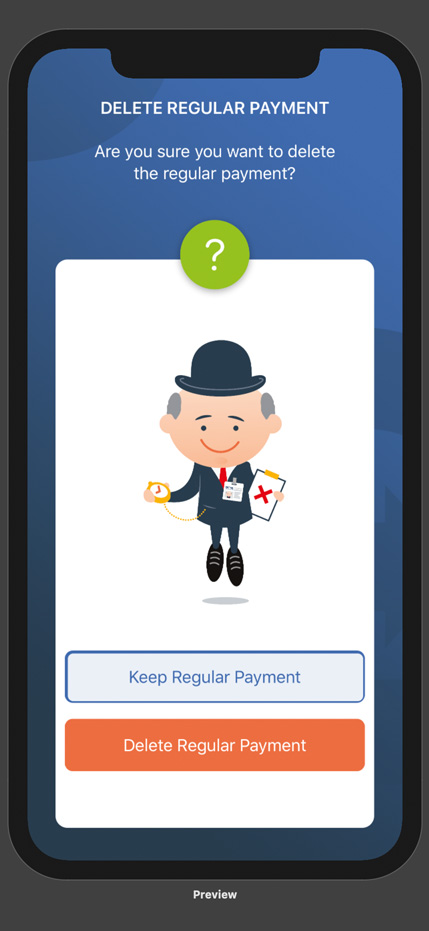 DELETE REGULAR PAYMENT
Are you sure you want to delete
the regular payment?
?
Keep Regular Payment
Delete Regular Payment
Preview